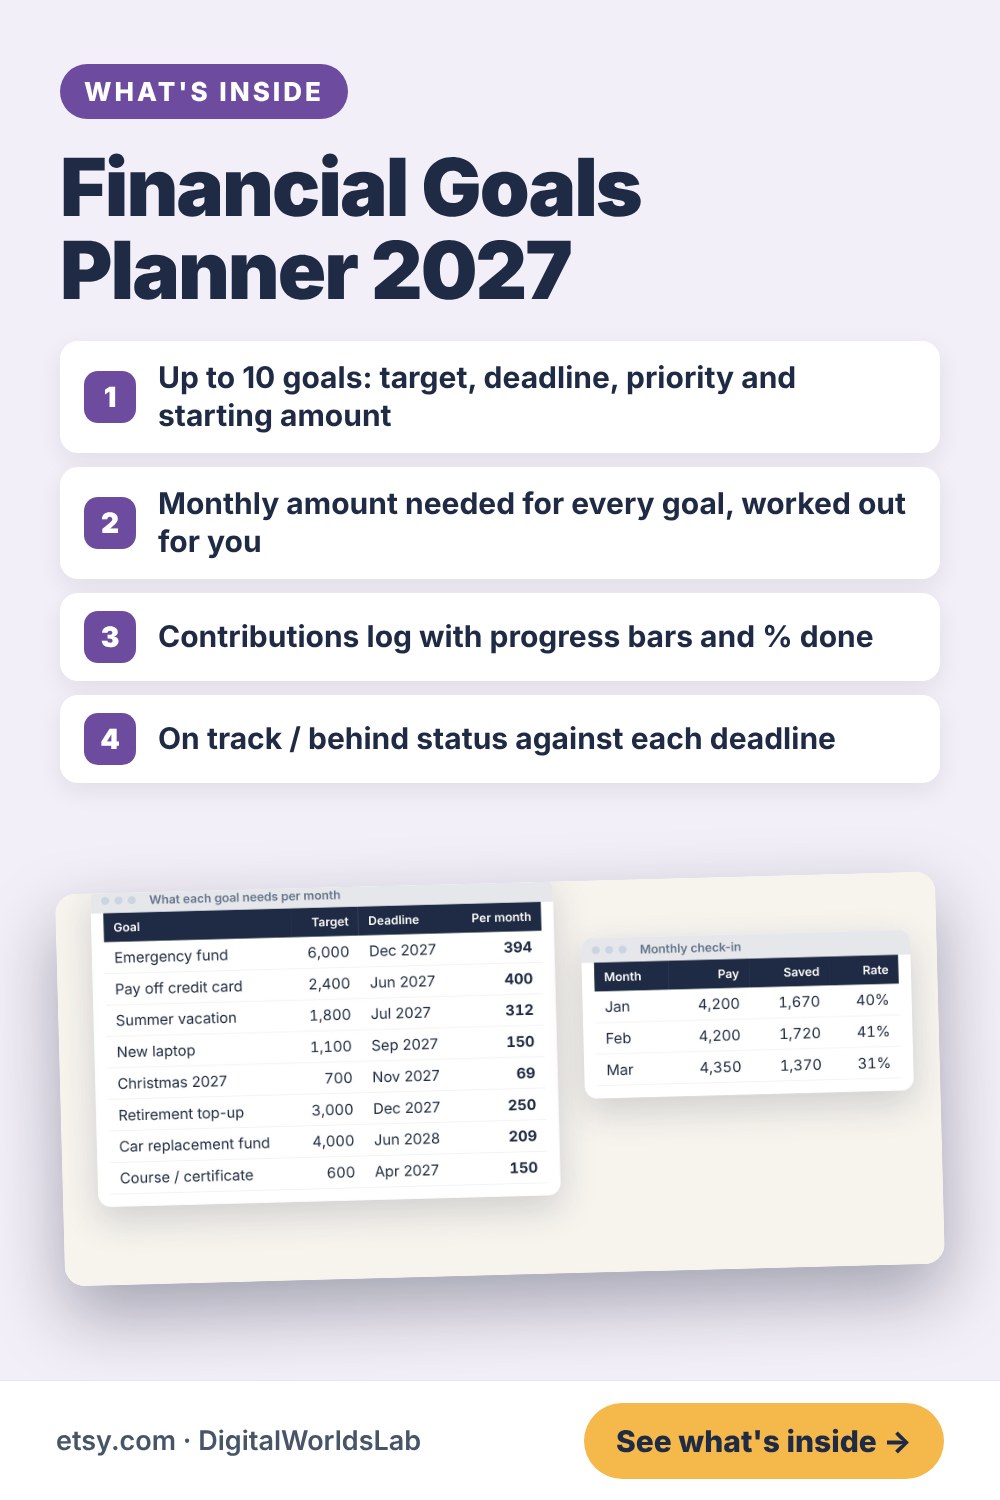 WHAT'S INSIDE
Financial Goals
Planner 2027
1 Up to 10 goals: target, deadline, priority and
starting amount
2 Monthly amount needed for every goal, worked out
for you
3 Contributions log with progress bars and % done
4 On track / behind status against each deadline
What each goal needs per month
Goal Target Deadline Per month
Emergency fund 6,000 Dec 2027 394
Pay off credit card 2,400 Jun 2027 400
Summer vacation 1,800 Jul 2027 312
New laptop 1,100 Sep 2027 150
Christmas 2027 700 Nov 2027 69
Retirement top-up 3,000 Dec 2027 250
Car replacement fund 4,000 Jun 2028 209
Course / certificate 600 Apr 2027 150
Monthly check-in
Month Pay Saved Rate
Jan 4,200 1,670 40%
Feb 4,200 1,720 41%
Mar 4,350 1,370 31%
etsy.com · DigitalWorldsLab
See what's inside →